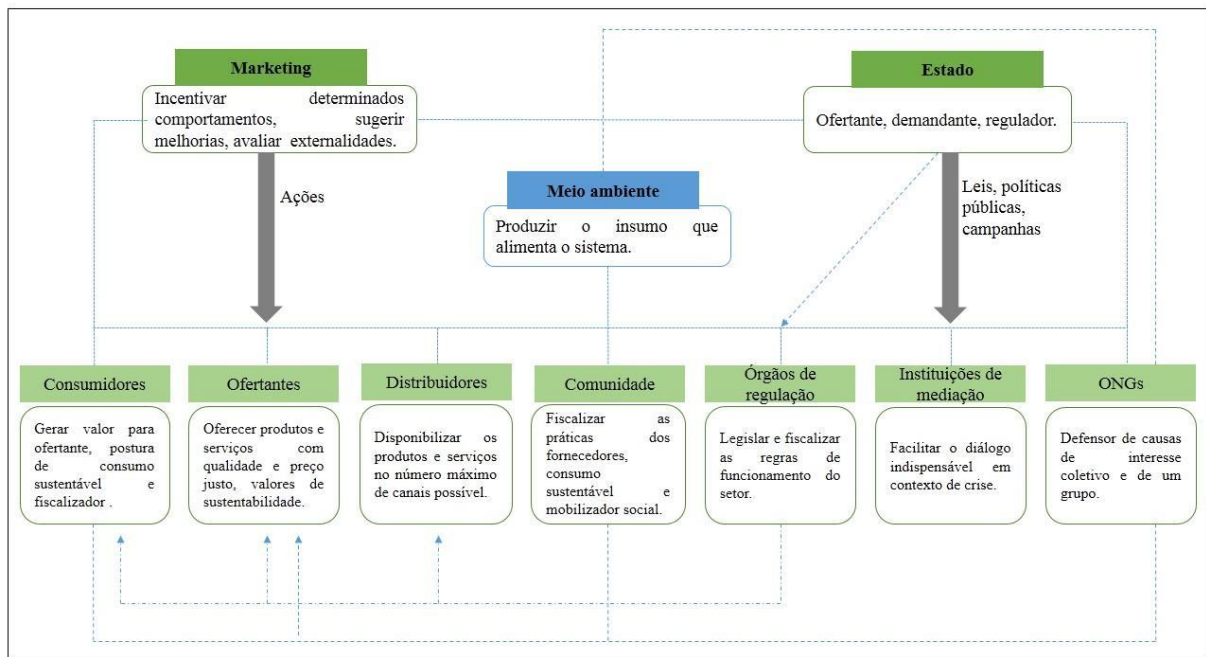 Marketing
Incentivar determinados
comportamentos, sugerir
melhorias, avaliar externalidades.
Estado
Ofertante, demandante, regulador.
Ações
Meio ambiente
Produzir o insumo que
alimenta o sistema.
Leis, políticas
públicas,
campanhas
Consumidores
Gerar valor para
ofertante, postura
de consumo
sustentável e
fiscalizador .
Ofertantes
Oferecer produtos e
serviços com
qualidade e preço
justo, valores de
sustentabilidade.
Distribuidores
Disponibilizar os
produtos e serviços
no número máximo
de canais possível.
Comunidade
Fiscalizar as
práticas dos
fornecedores,
consumo
sustentável e
mobilizador social.
Órgãos de
regulação
Legislar e fiscalizar
as regras de
funcionamento do
setor.
Instituições de
mediação
Facilitar o diálogo
indispensável em
contexto de crise.
ONGs
Defensor de causas
de interesse
coletivo e de um
grupo.